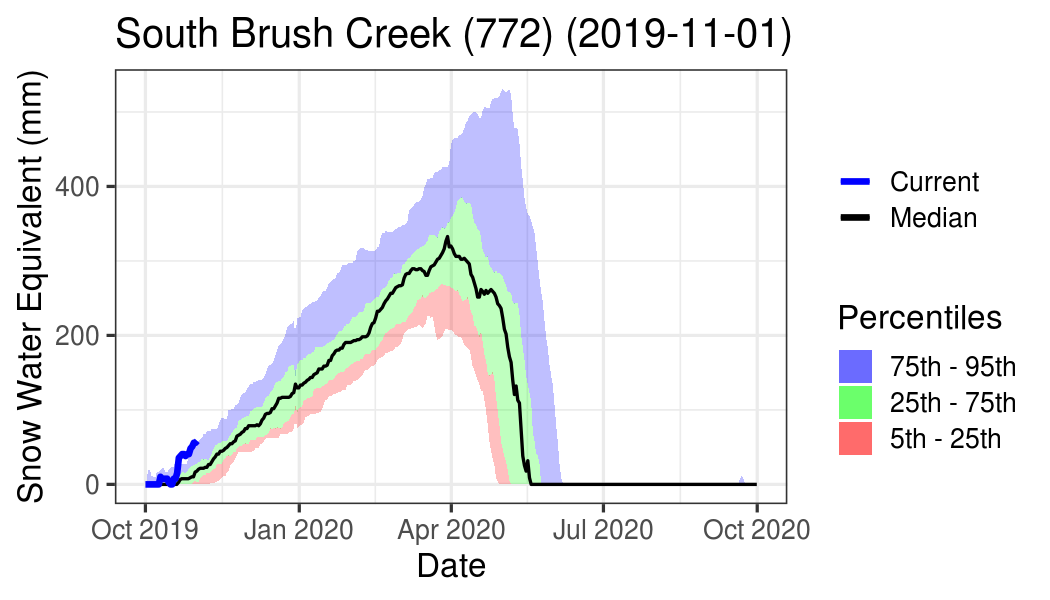 South Brush Creek (772) (2019-11-01)
Snow Water Equivalent (mm)
400
200
0
Oct 2019 Jan 2020 Apr 2020 Jul 2020 Oct 2020
Date
Current
Median
Percentiles
75th - 95th
25th - 75th
5th - 25th